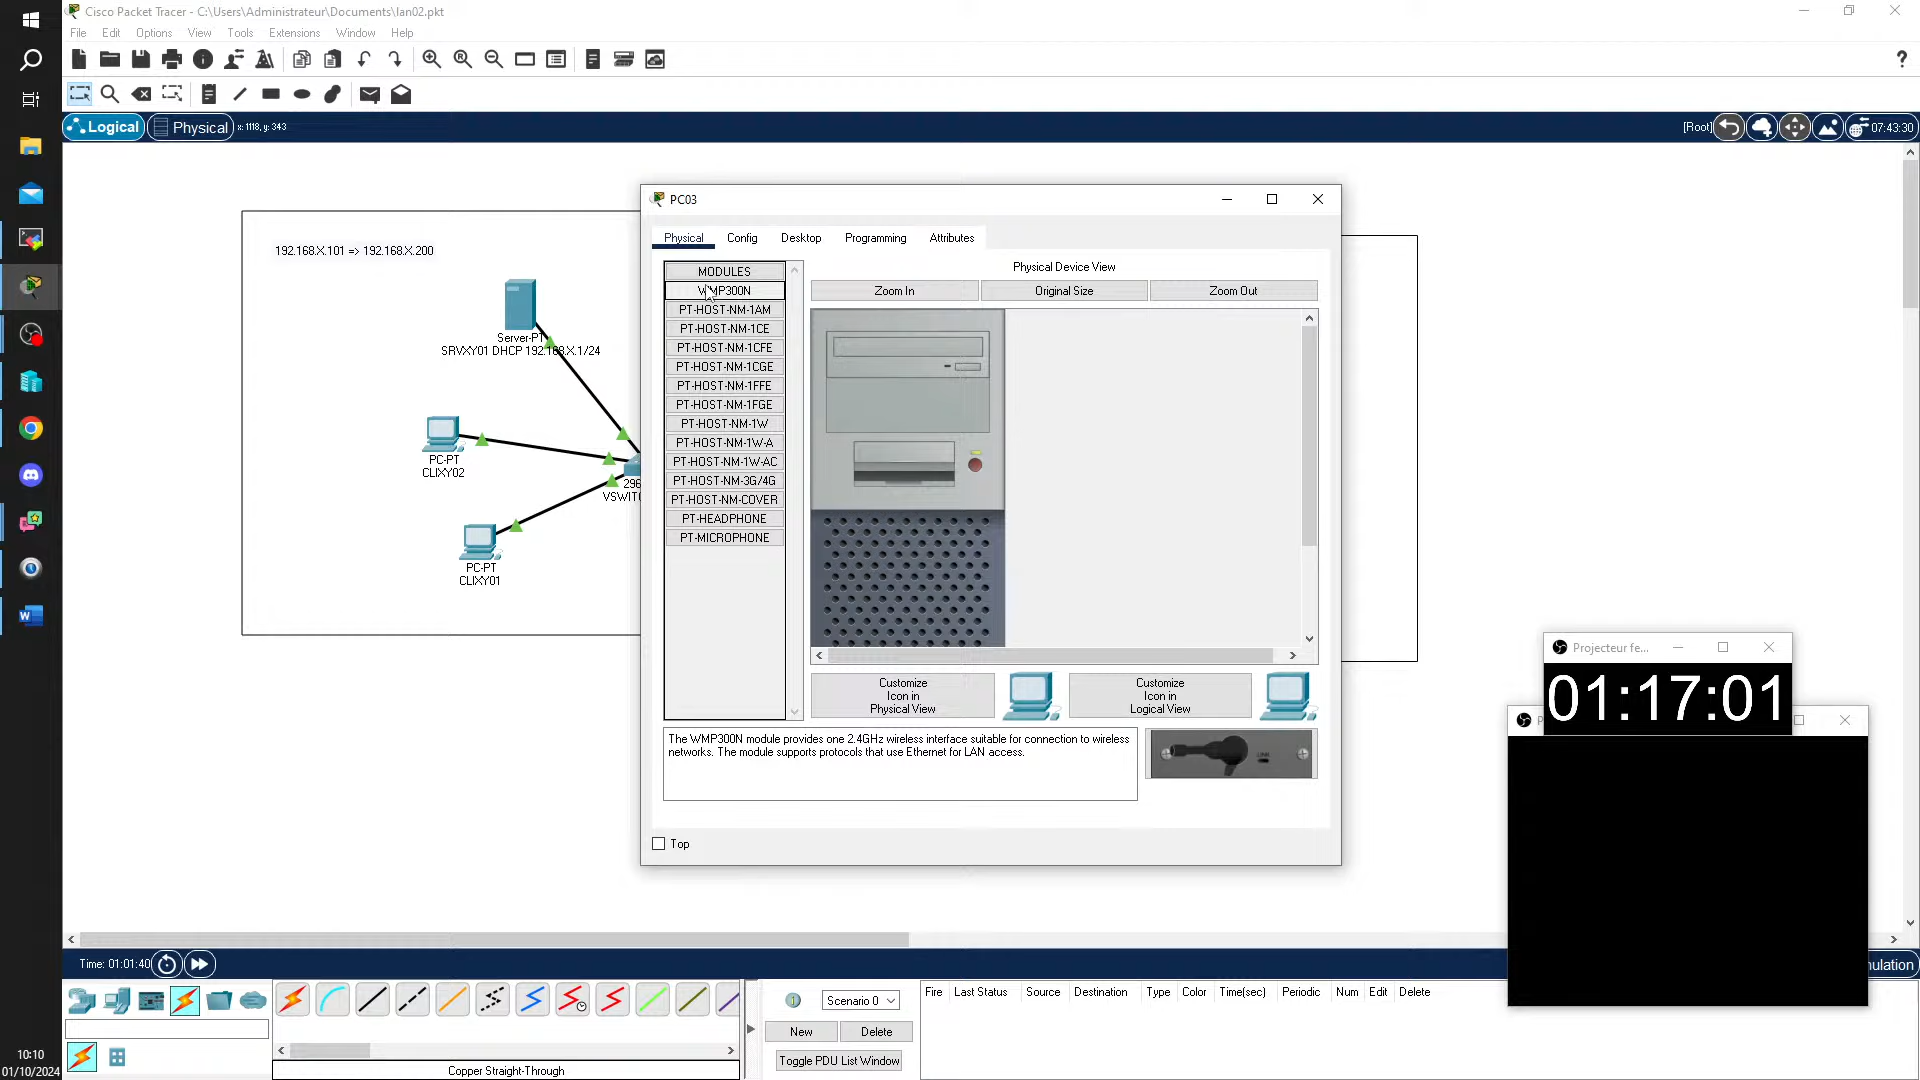 Cisco Packet Tracer - C:\Users\Administrateur\Documents\lan02.pkt
File Edit Options View Tools Extensions Window Help
Logical Physical x: 1118, y: 343
[Root] 07:43:30
192.168.X.101 => 192.168.X.200
Server-PT
SRVXY01 DHCP 192.168.X.1/24
PC-PT
CLIXY02
296
VSWIT
PC-PT
CLIXY01
PC03
Physical Config Desktop Programming Attributes
MODULES
WMP300N
PT-HOST-NM-1AM
PT-HOST-NM-1CE
PT-HOST-NM-1CFE
PT-HOST-NM-1CGE
PT-HOST-NM-1FFE
PT-HOST-NM-1FGE
PT-HOST-NM-1W
PT-HOST-NM-1W-A
PT-HOST-NM-1W-AC
PT-HOST-NM-3G/4G
PT-HOST-NM-COVER
PT-HEADPHONE
PT-MICROPHONE
Physical Device View
Zoom In Original Size Zoom Out
Customize
Icon in
Physical View
Customize
Icon in
Logical View
The WMP300N module provides one 2.4GHz wireless interface suitable for connection to wireless
networks. The module supports protocols that use Ethernet for LAN access.
LINK
Top
Projecteur fe...
01:17:01
Time: 01:01:40
ulation
Scenario 0
New Delete
Toggle PDU List Window
Fire Last Status Source Destination Type Color Time(sec) Periodic Num Edit Delete
Copper Straight-Through
10:10
01/10/2024